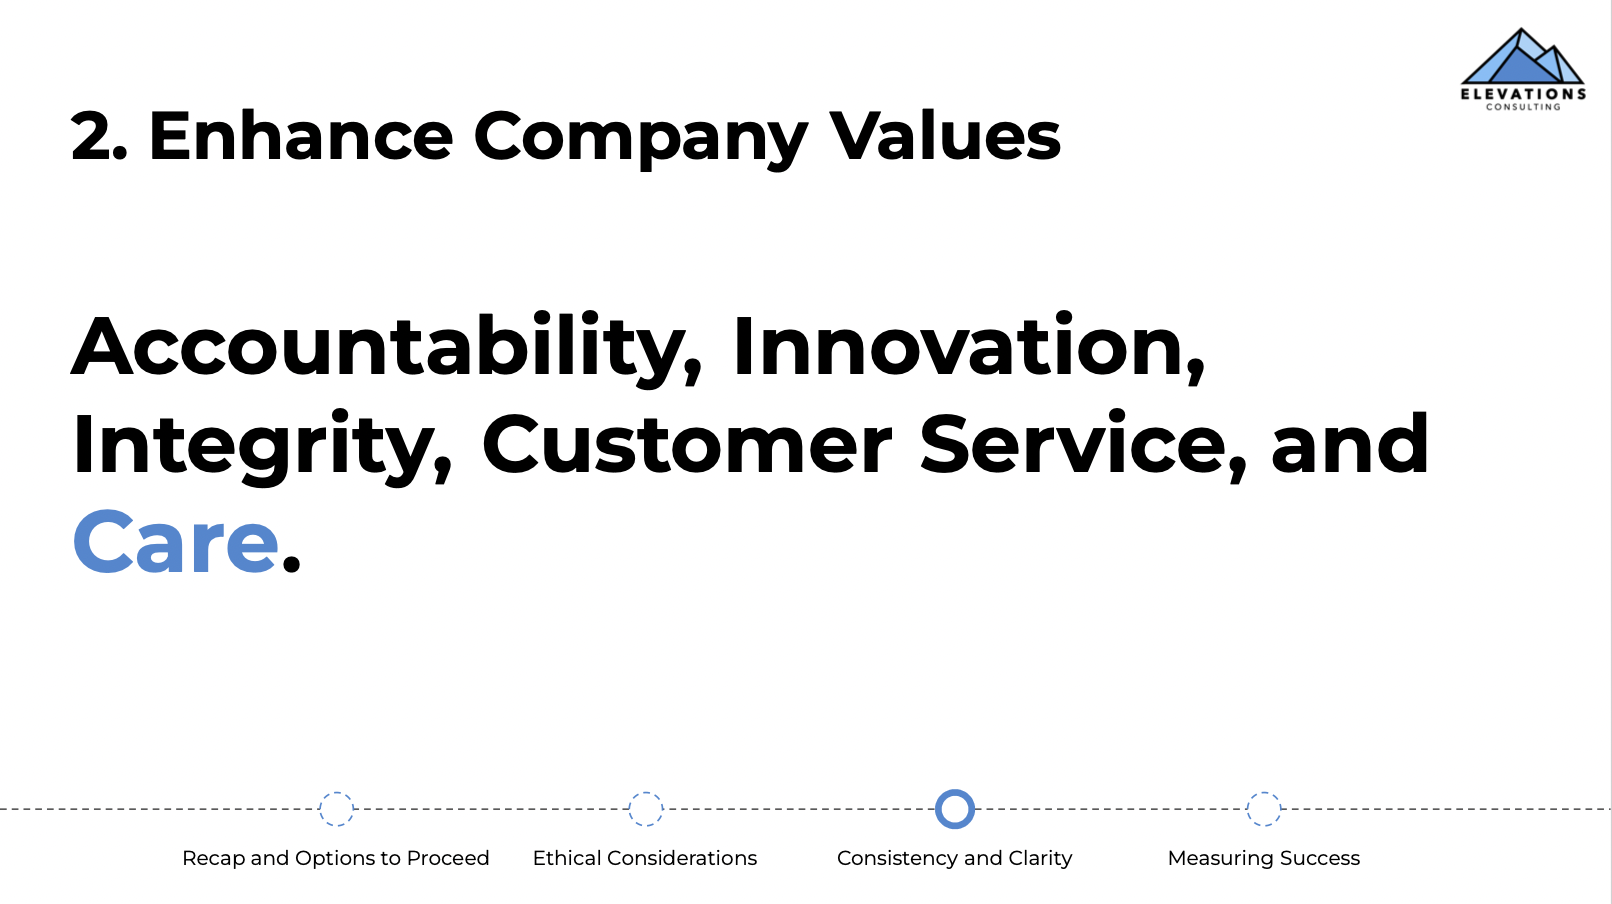 ELEVATIONS
CONSULTING
2. Enhance Company Values
Accountability, Innovation,
Integrity, Customer Service, and
Care.
Recap and Options to Proceed
Ethical Considerations
Consistency and Clarity
Measuring Success